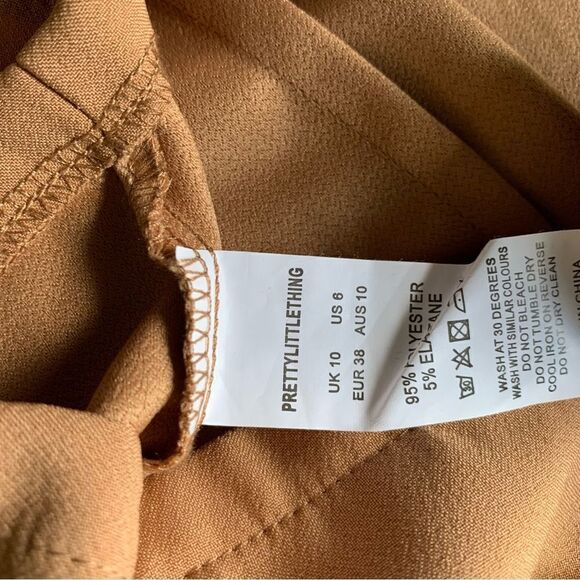 PRETTYLITTLETHING
UK 10 US 6
EUR 38 AUS 10
95%
5%
WASH AT 30 DEGREES
WASH WITH SIMILAR COLOURS
DO NOT BLEACH
DO NOT TUMBLE DRY
COOL IRON ON REVERSE
DO NOT DRY CLEAN
CHINA